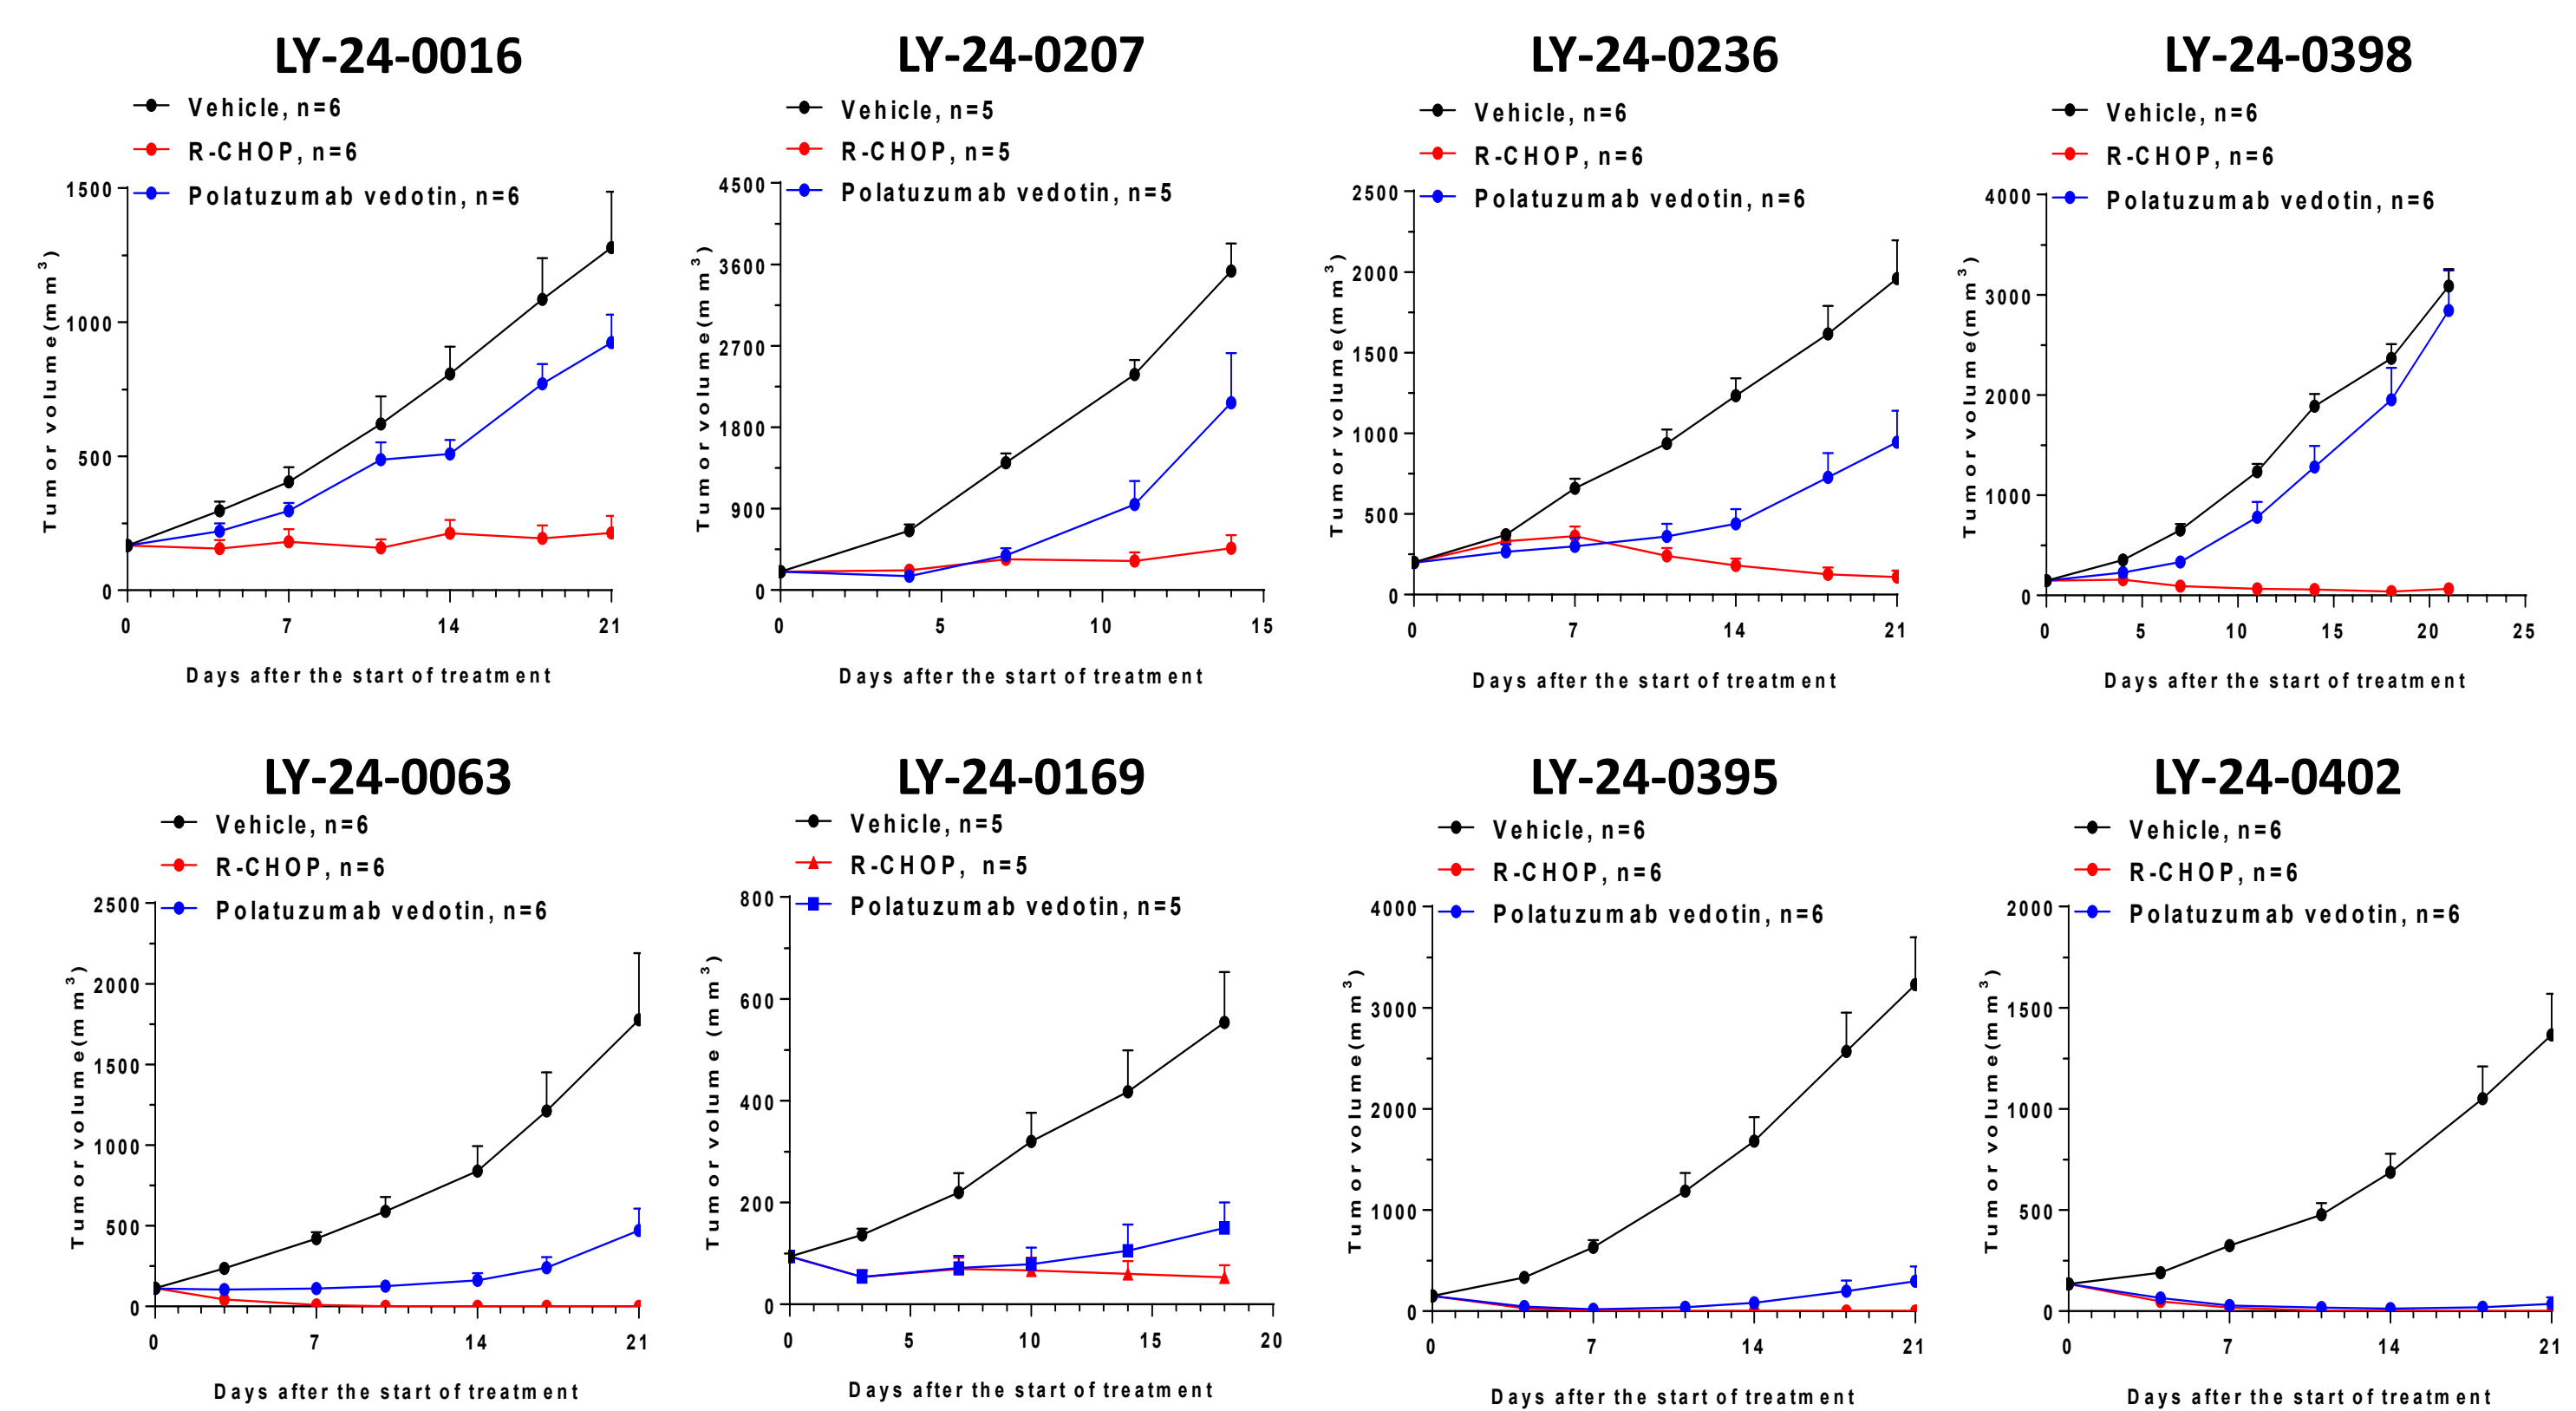 LY-24-0016
Vehicle, n=6
R-CHOP, n=6
Polatuzumab vedotin, n=6
Tumor volume(mm³)
1500
1000
500
0
0 7 14 21
Days after the start of treatment
LY-24-0207
Vehicle, n=5
R-CHOP, n=5
Polatuzumab vedotin, n=5
Tumor volume(mm³)
4500
3600
2700
1800
900
0
0 5 10 15
Days after the start of treatment
LY-24-0236
Vehicle, n=6
R-CHOP, n=6
Polatuzumab vedotin, n=6
Tumor volume(mm³)
2500
2000
1500
1000
500
0
0 7 14 21
Days after the start of treatment
LY-24-0398
Vehicle, n=6
R-CHOP, n=6
Polatuzumab vedotin, n=6
Tumor volume(mm³)
4000
3000
2000
1000
0
0 5 10 15 20 25
Days after the start of treatment
LY-24-0063
Vehicle, n=6
R-CHOP, n=6
Polatuzumab vedotin, n=6
Tumor volume(mm³)
2500
2000
1500
1000
500
0
0 7 14 21
Days after the start of treatment
LY-24-0169
Vehicle, n=5
R-CHOP, n=5
Polatuzumab vedotin, n=5
Tumor volume (mm³)
800
600
400
200
0
0 5 10 15 20
Days after the start of treatment
LY-24-0395
Vehicle, n=6
R-CHOP, n=6
Polatuzumab vedotin, n=6
Tumor volume(mm³)
4000
3000
2000
1000
0
0 7 14 21
Days after the start of treatment
LY-24-0402
Vehicle, n=6
R-CHOP, n=6
Polatuzumab vedotin, n=6
Tumor volume(mm³)
2000
1500
1000
500
0
0 7 14 21
Days after the start of treatment